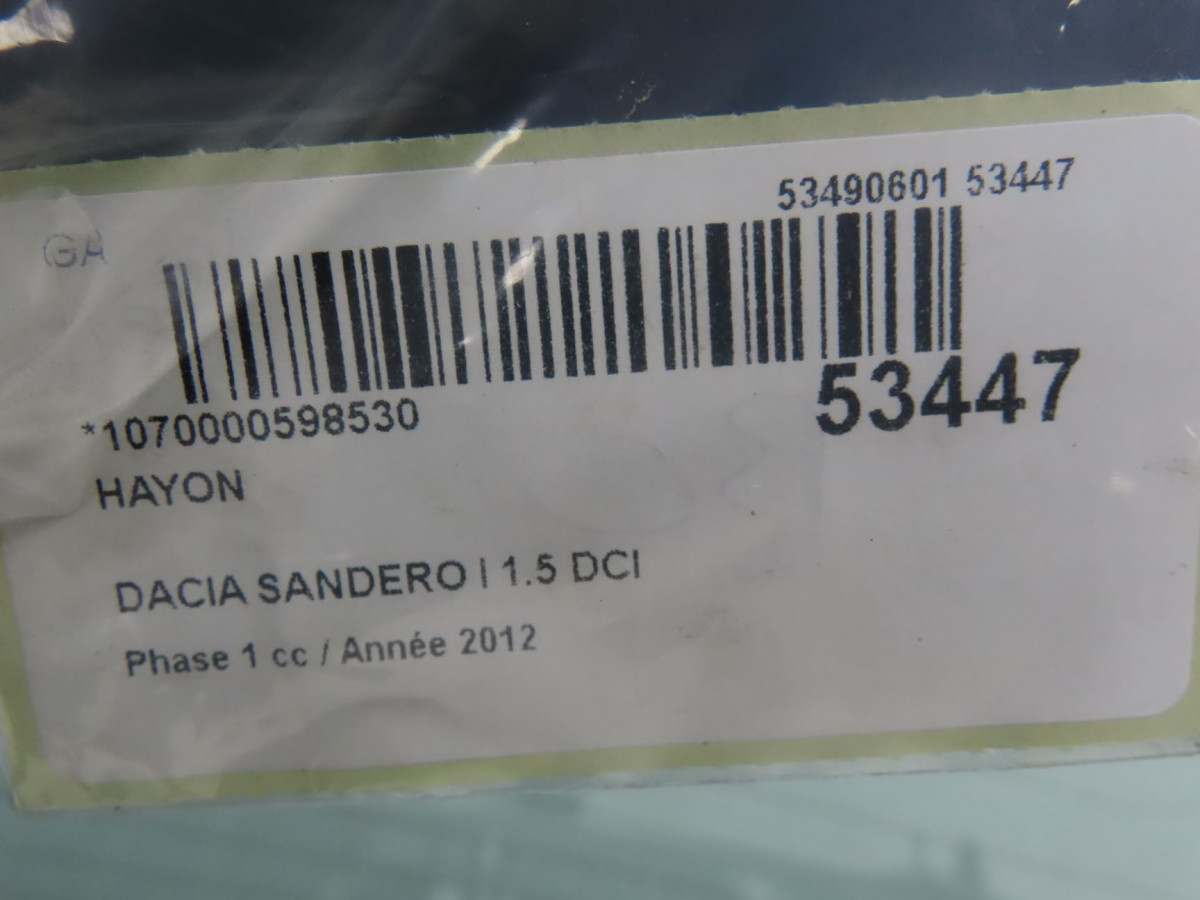 53490601 53447
GA
*1070000598530
53447
HAYON
DACIA SANDERO I 1.5 DCI
Phase 1 cc / Année 2012